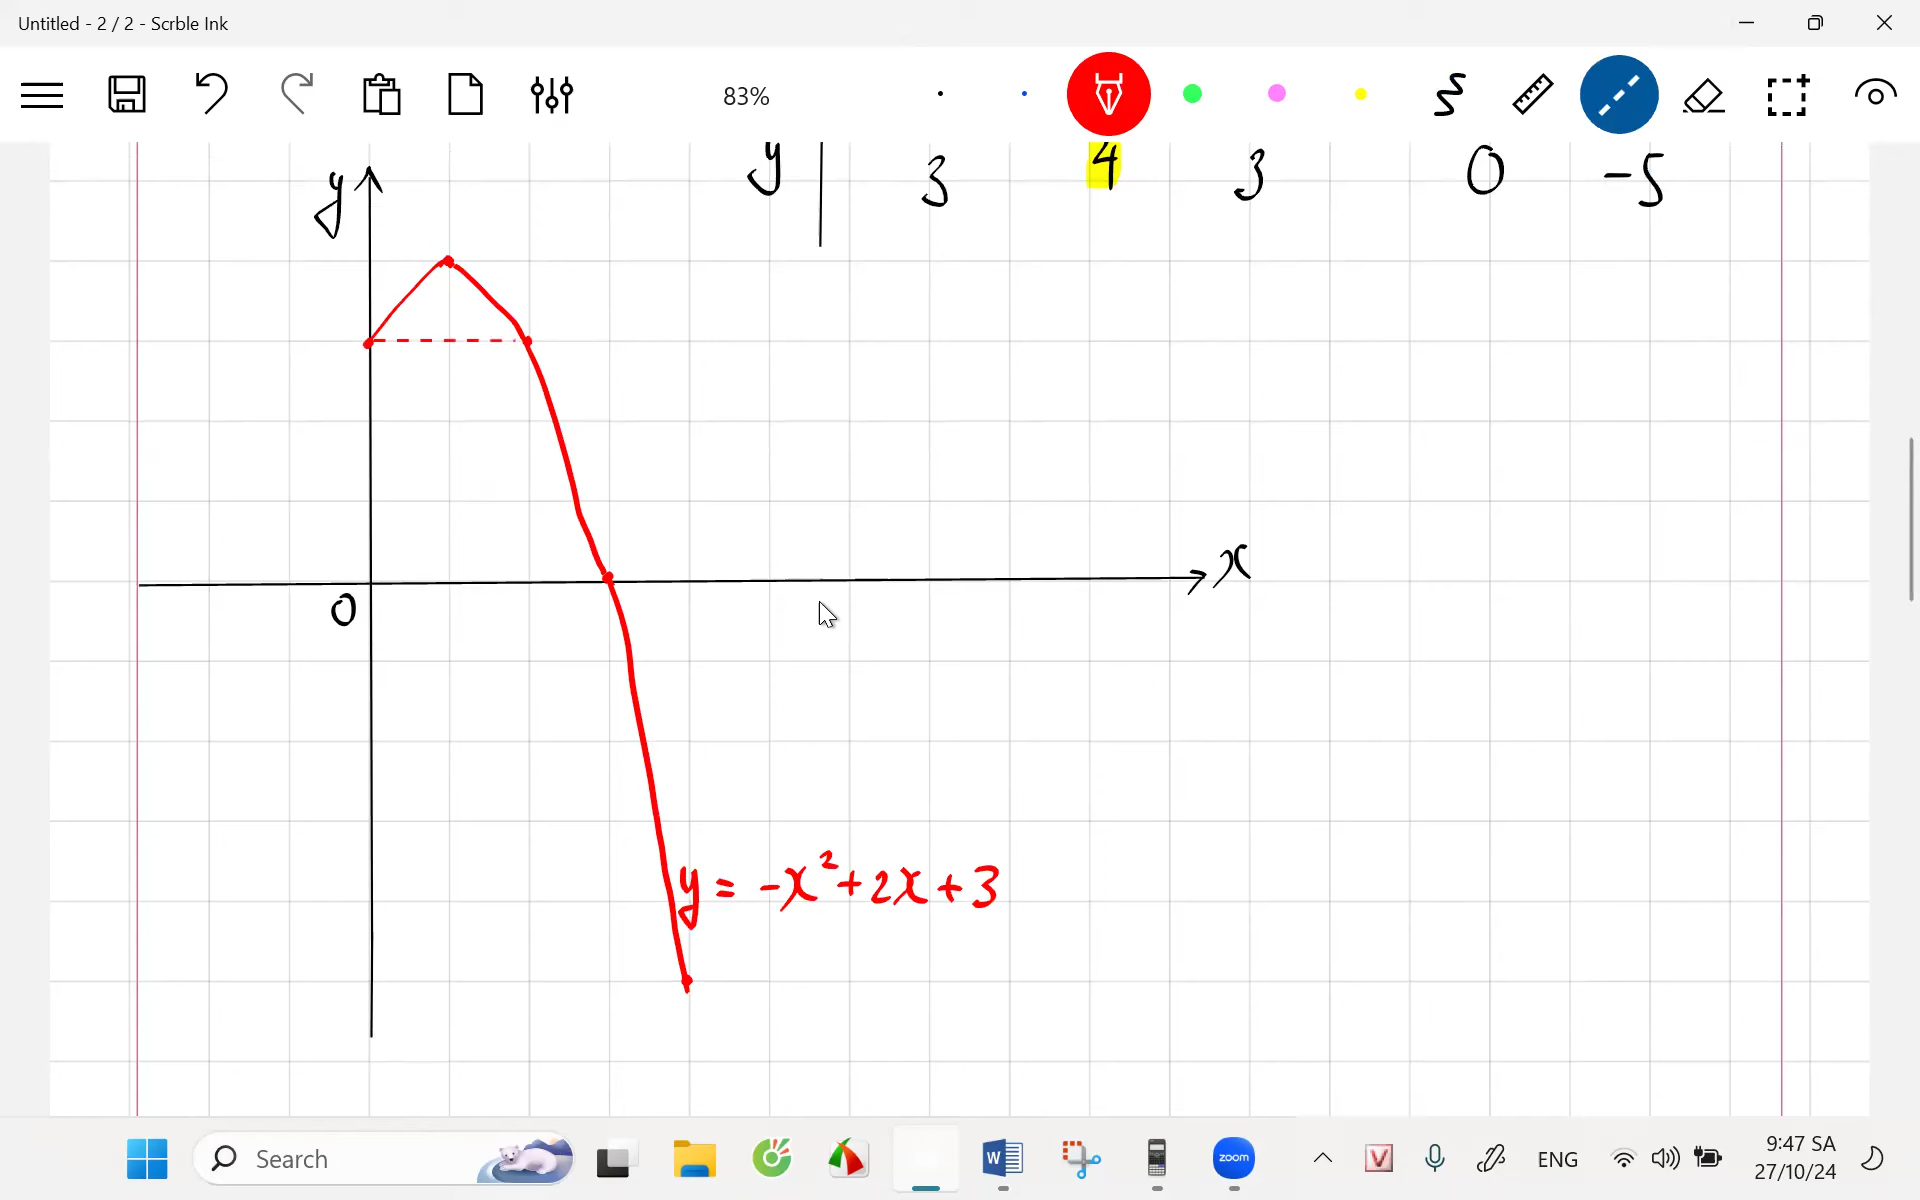 Untitled - 2 / 2 - Scrble Ink
83%
y 3 4 3 0 -5
y
x
0
y = -x²+2x+3
Search
W
zoom
V
ENG
9:47 SA
27/10/24